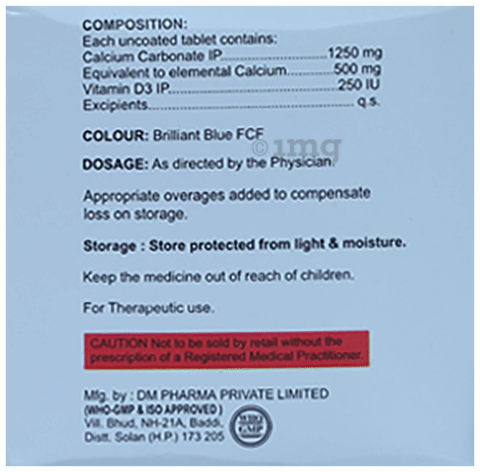 COMPOSITION:
Each uncoated tablet contains:
Calcium Carbonate IP..............................1250 mg
Equivalent to elemental Calcium..............500 mg
Vitamin D3 IP............................................250 IU
Excipients..................................................q.s.
COLOUR: Brilliant Blue FCF
©1mg
DOSAGE: As directed by the Physician.
Appropriate overages added to compensate
loss on storage.
Storage : Store protected from light & moisture.
Keep the medicine out of reach of children.
For Therapeutic use.
CAUTION Not to be sold by retail without the
prescription of a Registered Medical Practitioner.
Mfg. by : DM PHARMA PRIVATE LIMITED
(WHO-GMP & ISO APPROVED)
Vill. Bhud, NH-21A, Baddi,
Distt. Solan (H.P.) 173 205
WHO
GMP